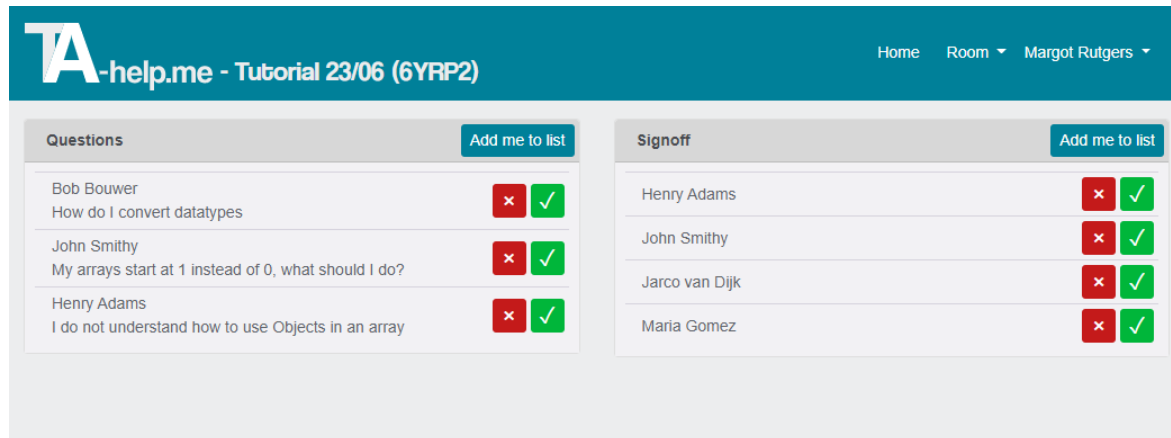 TA-help.me - Tutorial 23/06 (6YRP2)
Home Room Margot Rutgers
Questions
Add me to list
Bob Bouwer
How do I convert datatypes
John Smithy
My arrays start at 1 instead of 0, what should I do?
Henry Adams
I do not understand how to use Objects in an array
Signoff
Add me to list
Henry Adams
John Smithy
Jarco van Dijk
Maria Gomez